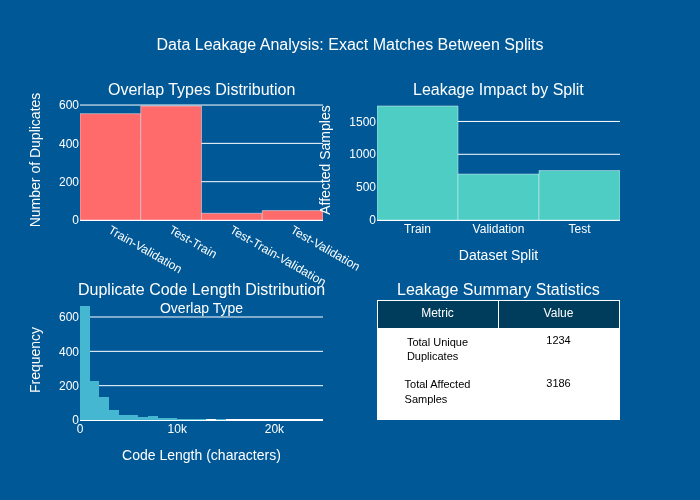 Data Leakage Analysis: Exact Matches Between Splits
Overlap Types Distribution
Number of Duplicates
600
400
200
0
Train-Validation
Test-Train
Test-Train-Validation
Test-Validation
Overlap Type
Leakage Impact by Split
Affected Samples
1500
1000
500
0
Train
Validation
Test
Dataset Split
Duplicate Code Length Distribution
Frequency
600
400
200
0
0
10k
20k
Code Length (characters)
Leakage Summary Statistics
Metric Value
Total Unique
Duplicates
1234
Total Affected
Samples
3186